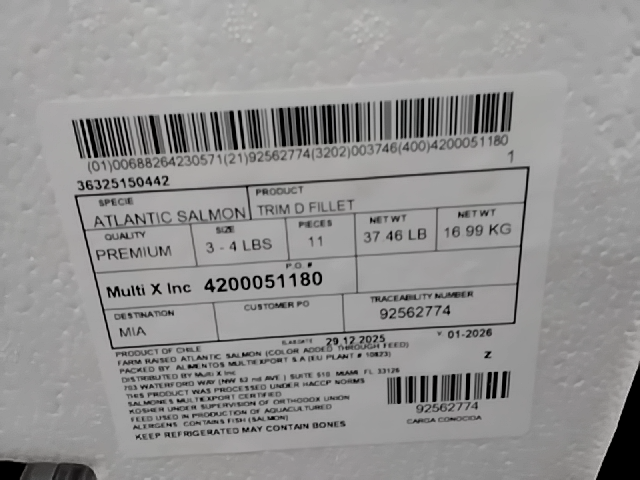 (01)00688264230571(21)92562774(3202)003746(400)4200051180
1
36325150442
SPECIE
ATLANTIC SALMON
PRODUCT
TRIM D FILLET
QUALITY
PREMIUM
SIZE
3 - 4 LBS
PIECES
11
NET WT
37.46 LB
NET WT
16.99 KG
Multi X Inc
P.O. #
4200051180
DESTINATION
MIA
CUSTOMER PO
TRACEABILITY NUMBER
92562774
PRODUCT OF CHILE
29.12.2025
01-2026
FARM RAISED ATLANTIC SALMON (COLOR ADDED THROUGH FEED)
PACKED BY: ALIMENTOS MULTIEXPORT S.A (EU PLANT # 10823)
Z
DISTRIBUTED BY Multi X Inc
703 WATERFORD WAY (NW 62 nd AVE ) SUITE 510 MIAMI, FL 33126
THIS PRODUCT WAS PROCESSED UNDER HACCP NORMS
SALMONES MULTIEXPORT CERTIFIED
KOSHER UNDER SUPERVISION OF ORTHODOX UNION
FEED USED IN PRODUCTION OF AQUACULTURED
ALERGENS: CONTAINS FISH (SALMON)
KEEP REFRIGERATED MAY CONTAIN BONES
92562774
CARGA CONOCIDA